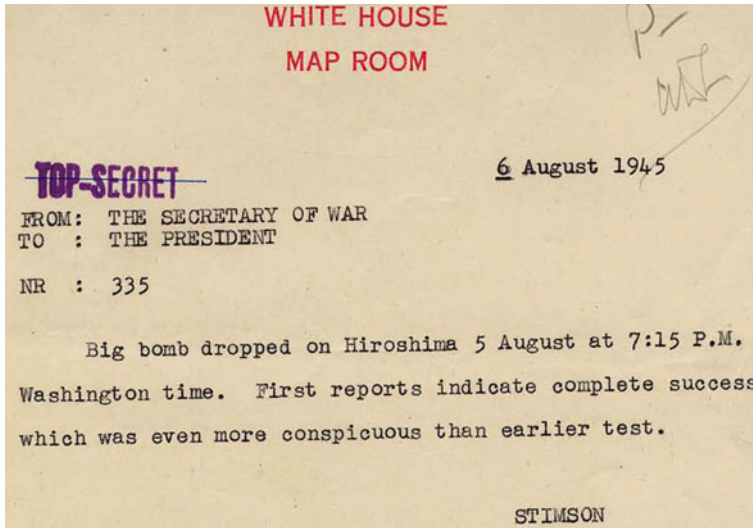 WHITE HOUSE
MAP ROOM
TOP-SECRET
6 August 1945
FROM: THE SECRETARY OF WAR
TO : THE PRESIDENT
NR : 335
Big bomb dropped on Hiroshima 5 August at 7:15 P.M.
Washington time. First reports indicate complete success
which was even more conspicuous than earlier test.
STIMSON